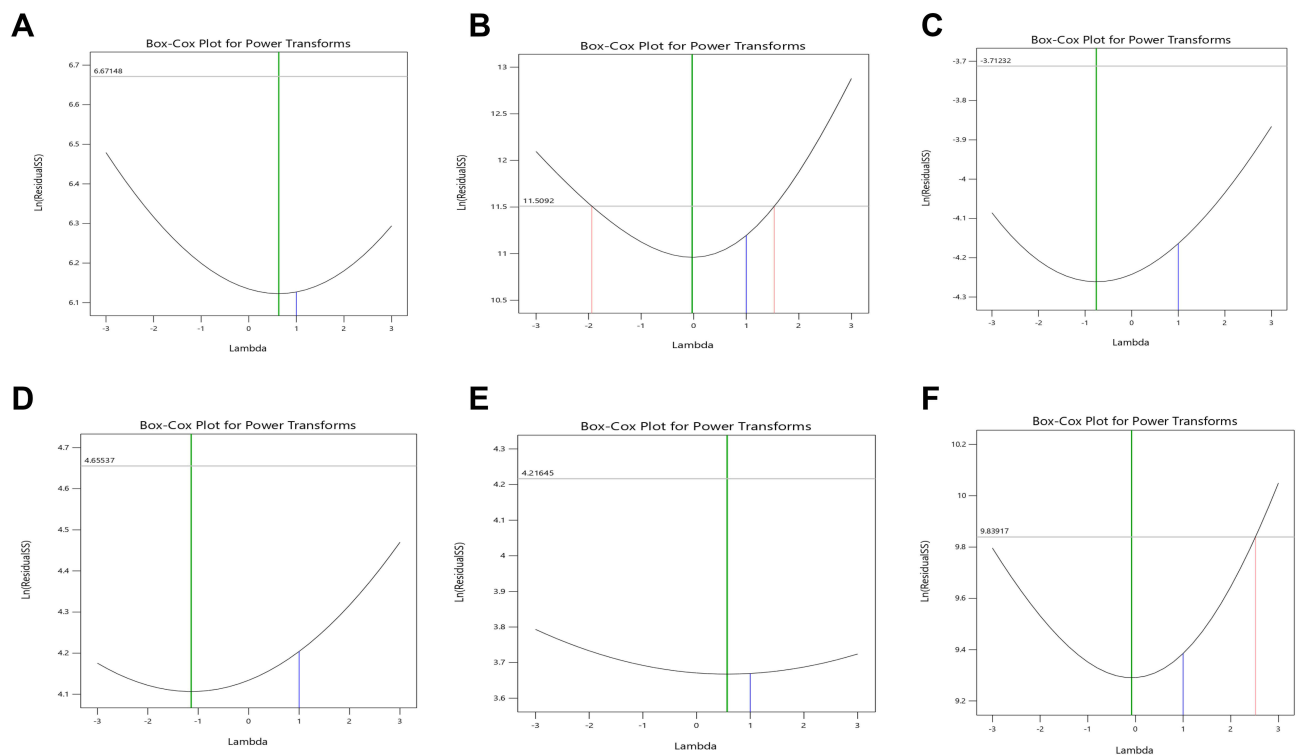 A
Box-Cox Plot for Power Transforms
6.7
6.67148
6.6
6.5
6.4
6.3
6.2
6.1
Ln(ResidualSS)
-3 -2 -1 0 1 2 3
Lambda
B
Box-Cox Plot for Power Transforms
13
12.5
12
11.5
11.5092
11
10.5
Ln(ResidualSS)
-3 -2 -1 0 1 2 3
Lambda
C
Box-Cox Plot for Power Transforms
-3.7
-3.71232
-3.8
-3.9
-4
-4.1
-4.2
-4.3
Ln(ResidualSS)
-3 -2 -1 0 1 2 3
Lambda
D
Box-Cox Plot for Power Transforms
4.7
4.65537
4.6
4.5
4.4
4.3
4.2
4.1
Ln(ResidualSS)
-3 -2 -1 0 1 2 3
Lambda
E
Box-Cox Plot for Power Transforms
4.3
4.21645
4.2
4.1
4
3.9
3.8
3.7
3.6
Ln(ResidualSS)
-3 -2 -1 0 1 2 3
Lambda
F
Box-Cox Plot for Power Transforms
10.2
10
9.83917
9.8
9.6
9.4
9.2
Ln(ResidualSS)
-3 -2 -1 0 1 2 3
Lambda